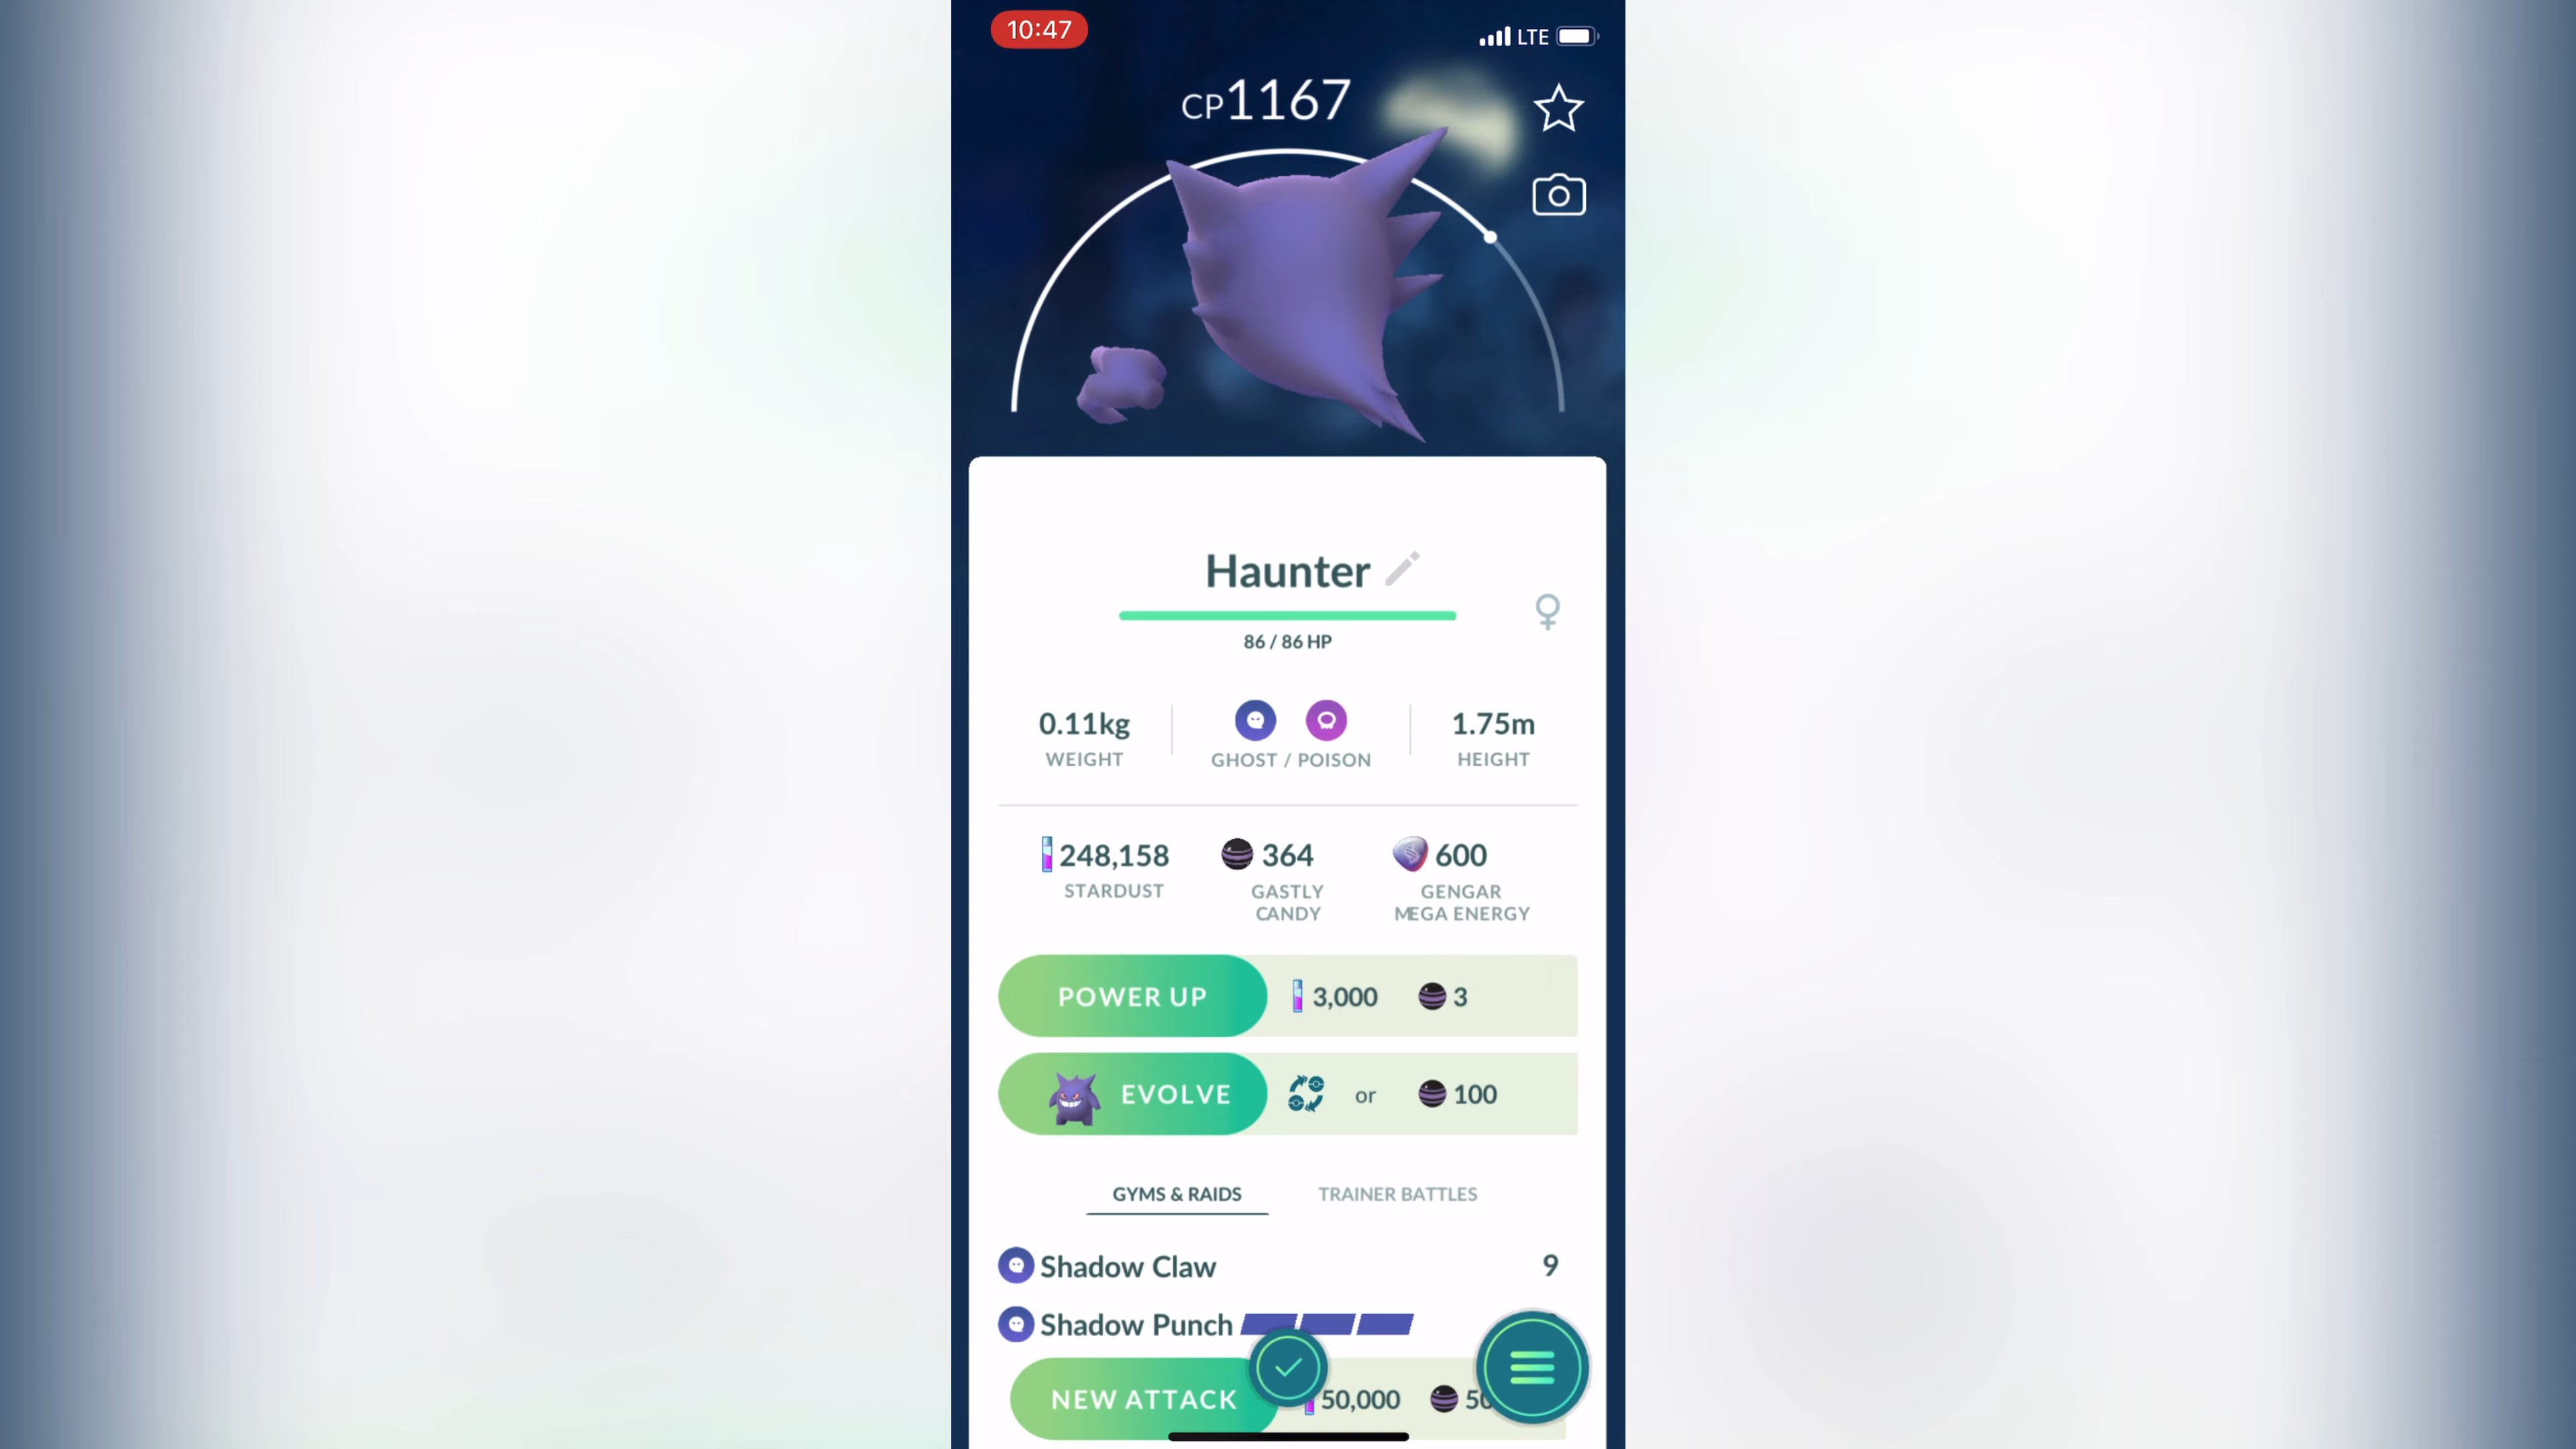 10:47
LTE
CP1167
Haunter
86 / 86 HP
0.11kg
WEIGHT
GHOST / POISON
1.75m
HEIGHT
248,158
STARDUST
364
GASTLY
CANDY
600
GENGAR
MEGA ENERGY
POWER UP 3,000 3
EVOLVE or 100
GYMS & RAIDS TRAINER BATTLES
Shadow Claw 9
Shadow Punch
NEW ATTACK 50,000